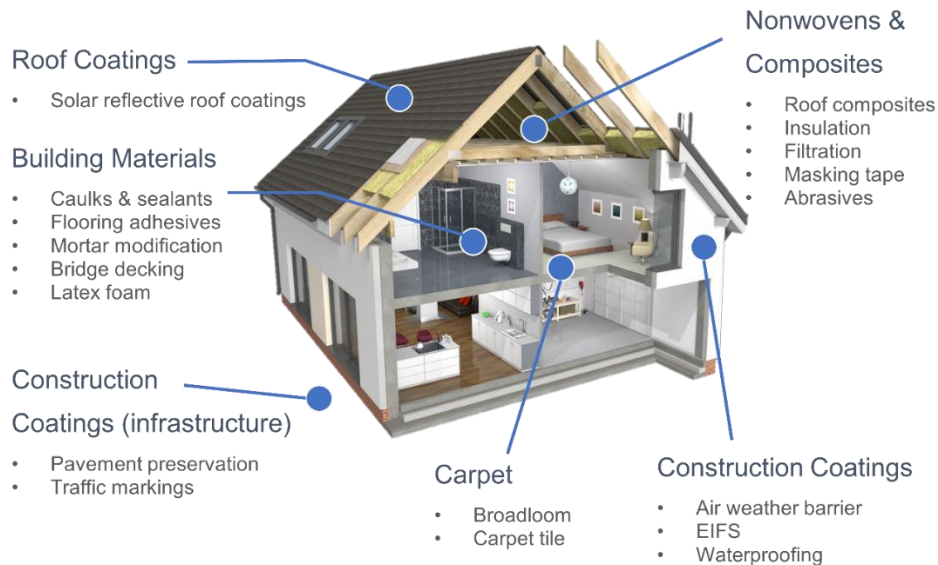 Roof Coatings
• Solar reflective roof coatings
Building Materials
• Caulks & sealants
• Flooring adhesives
• Mortar modification
• Bridge decking
• Latex foam
Construction
Coatings (infrastructure)
• Pavement preservation
• Traffic markings
Nonwovens &
Composites
• Roof composites
• Insulation
• Filtration
• Masking tape
• Abrasives
Carpet
• Broadloom
• Carpet tile
Construction Coatings
• Air weather barrier
• EIFS
• Waterproofing